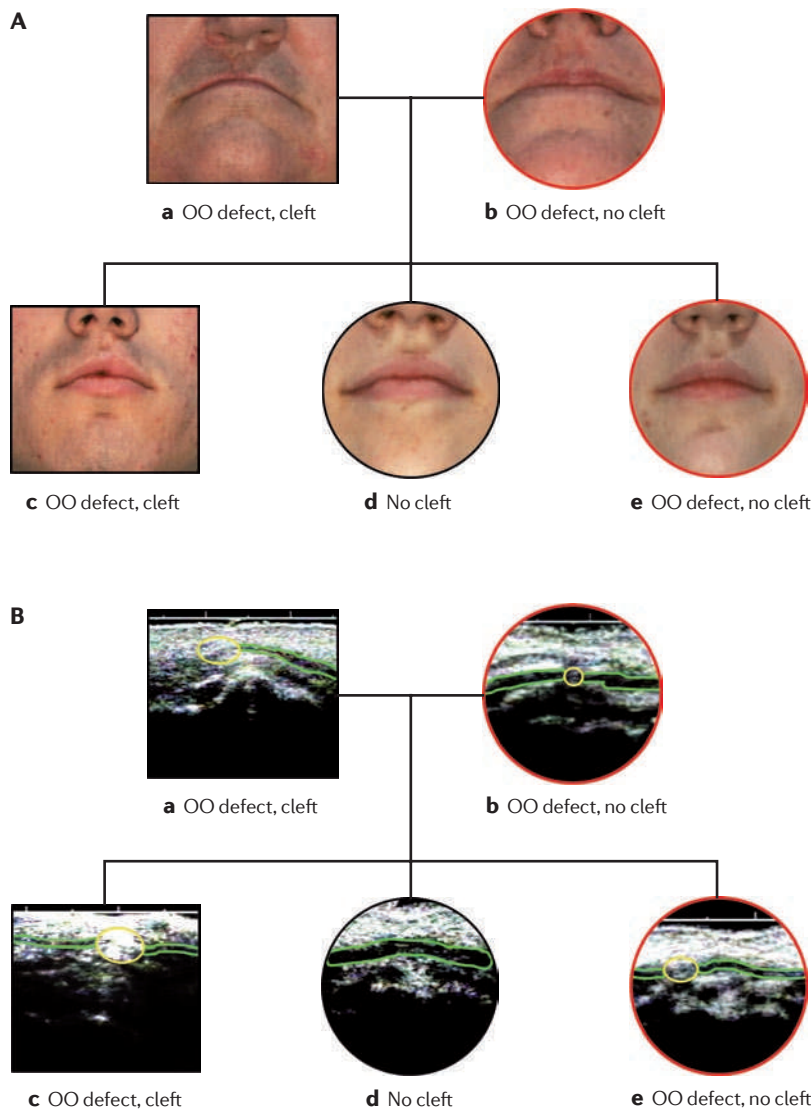 A
a OO defect, cleft
b OO defect, no cleft
c OO defect, cleft
d No cleft
e OO defect, no cleft
B
a OO defect, cleft
b OO defect, no cleft
c OO defect, cleft
d No cleft
e OO defect, no cleft